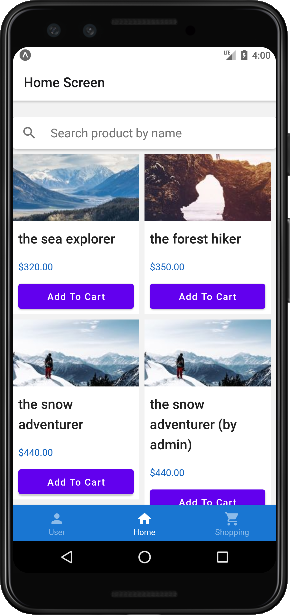 4:00
Home Screen
Search product by name
the sea explorer
$320.00
Add To Cart
the forest hiker
$350.00
Add To Cart
the snow
adventurer
$440.00
Add To Cart
the snow
adventurer (by
admin)
$440.00
Add To Cart
User
Home
Shopping